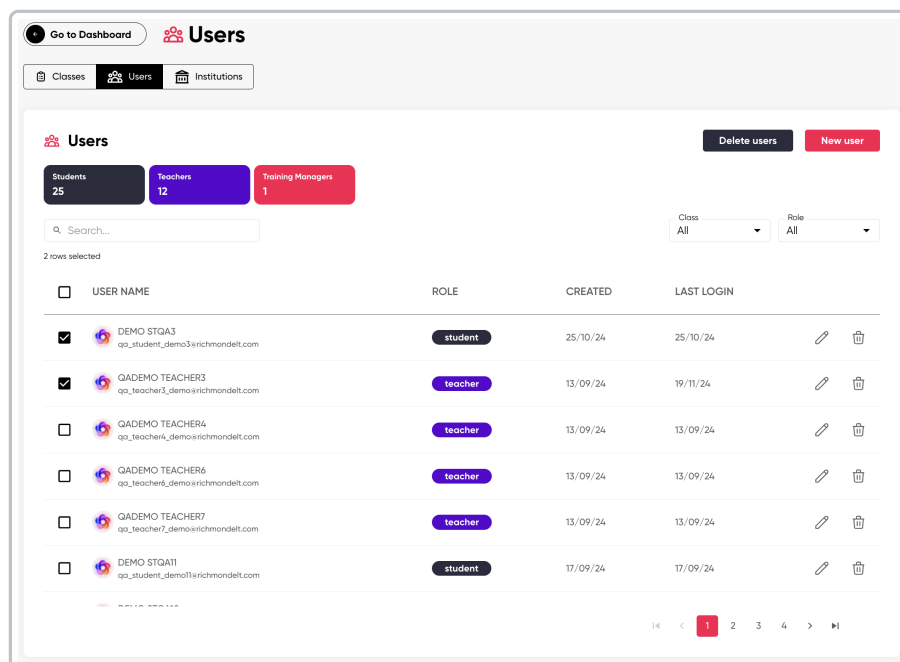 Go to Dashboard
Users
Classes
Users
Institutions
Users
Delete users
New user
Students
25
Teachers
12
Training Managers
1
Search...
Class
All
Role
All
2 rows selected
USER NAME
ROLE
CREATED
LAST LOGIN
DEMO STQA3
qa_student_demo3@richmondelt.com
student
25/10/24
25/10/24
QADEMO TEACHER3
qa_teacher3_demo@richmondelt.com
teacher
13/09/24
19/11/24
QADEMO TEACHER4
qa_teacher4_demo@richmondelt.com
teacher
13/09/24
13/09/24
QADEMO TEACHER6
qa_teacher6_demo@richmondelt.com
teacher
13/09/24
13/09/24
QADEMO TEACHER7
qa_teacher7_demo@richmondelt.com
teacher
13/09/24
13/09/24
DEMO STQA11
qa_student_demo11@richmondelt.com
student
17/09/24
17/09/24
1
2
3
4